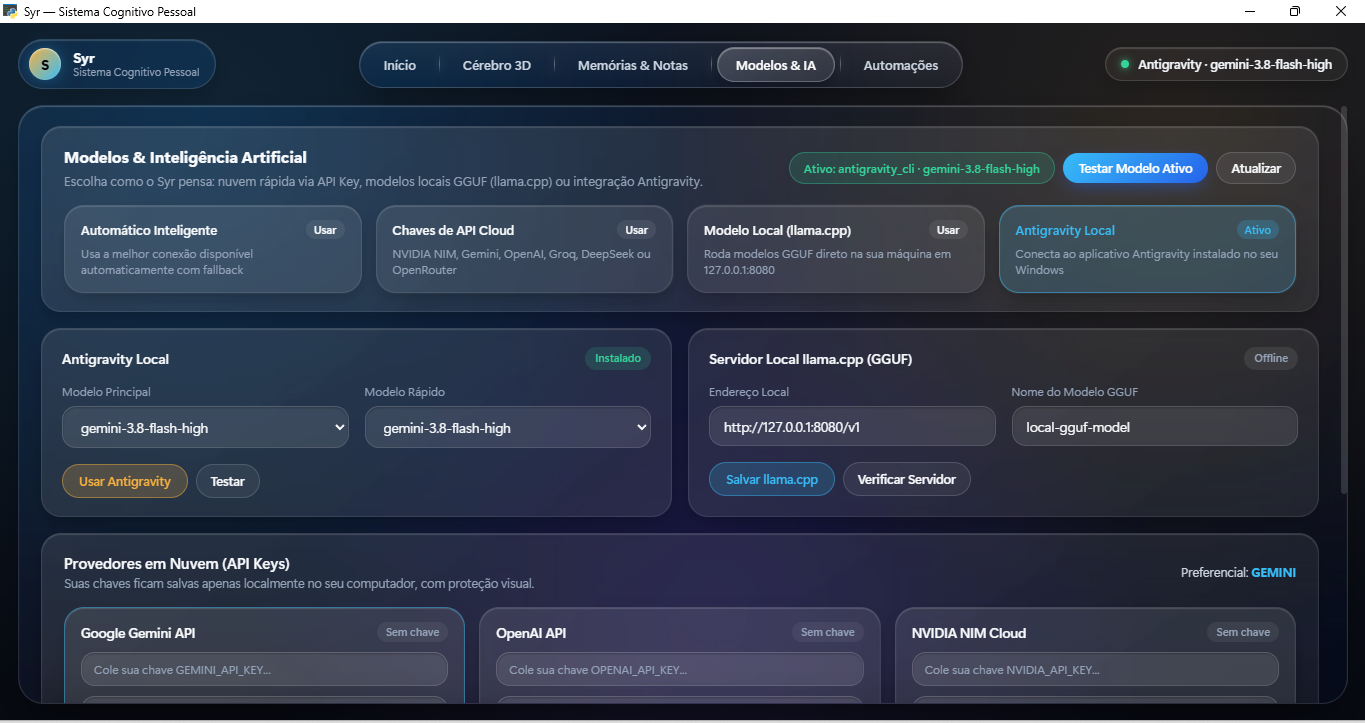 Syr — Sistema Cognitivo Pessoal
S
Syr
Sistema Cognitivo Pessoal
Início
Cérebro 3D
Memórias & Notas
Modelos & IA
Automações
Antigravity · gemini-3.8-flash-high
Modelos & Inteligência Artificial
Escolha como o Syr pensa: nuvem rápida via API Key, modelos locais GGUF (llama.cpp) ou integração Antigravity.
Ativo: antigravity_cli · gemini-3.8-flash-high
Testar Modelo Ativo
Atualizar
Automático Inteligente
Usar
Usa a melhor conexão disponível
automaticamente com fallback
Chaves de API Cloud
Usar
NVIDIA NIM, Gemini, OpenAI, Groq, DeepSeek ou
OpenRouter
Modelo Local (llama.cpp)
Usar
Roda modelos GGUF direto na sua máquina em
127.0.0.1:8080
Antigravity Local
Ativo
Conecta ao aplicativo Antigravity instalado no seu
Windows
Antigravity Local
Instalado
Modelo Principal
Modelo Rápido
gemini-3.8-flash-high
gemini-3.8-flash-high
Usar Antigravity
Testar
Servidor Local llama.cpp (GGUF)
Offline
Endereço Local
Nome do Modelo GGUF
http://127.0.0.1:8080/v1
local-gguf-model
Salvar llama.cpp
Verificar Servidor
Provedores em Nuvem (API Keys)
Suas chaves ficam salvas apenas localmente no seu computador, com proteção visual.
Preferencial: GEMINI
Google Gemini API
Sem chave
Cole sua chave GEMINI_API_KEY...
OpenAI API
Sem chave
Cole sua chave OPENAI_API_KEY...
NVIDIA NIM Cloud
Sem chave
Cole sua chave NVIDIA_API_KEY...